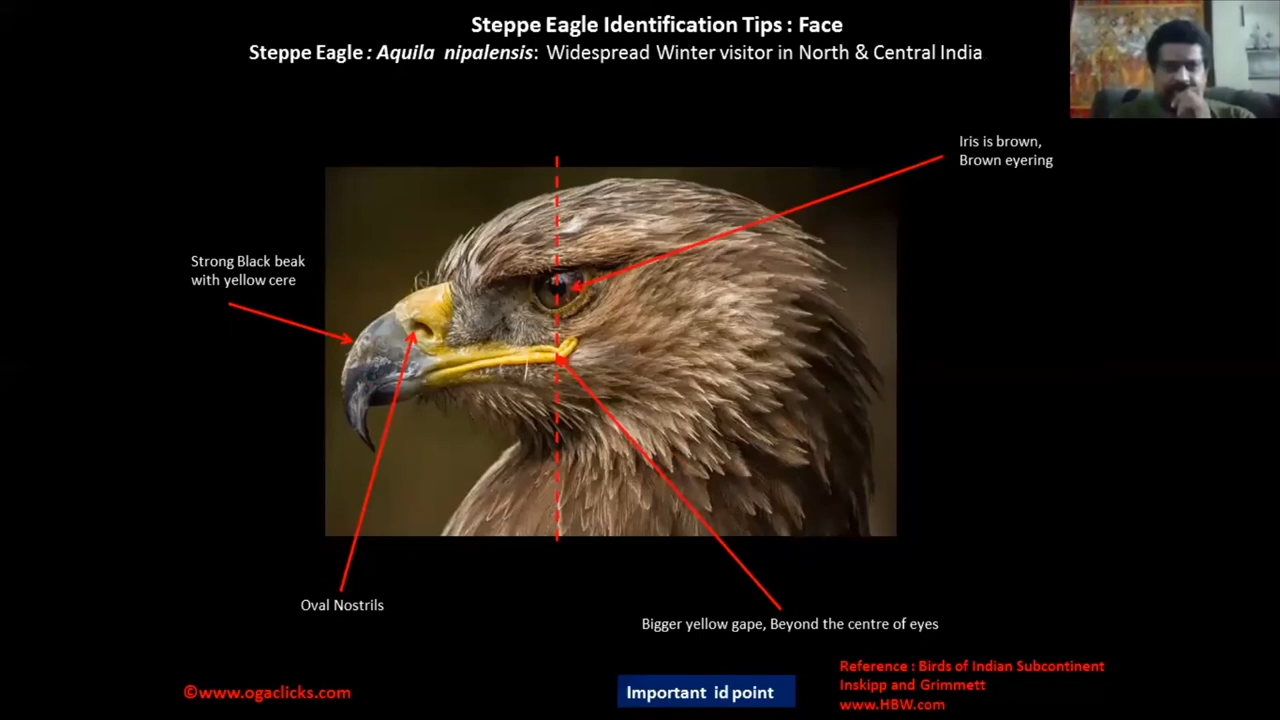 Steppe Eagle Identification Tips : Face
Steppe Eagle : Aquila nipalensis: Widespread Winter visitor in North & Central India
Iris is brown,
Brown eyering
Strong Black beak
with yellow cere
Oval Nostrils
Bigger yellow gape, Beyond the centre of eyes
©www.ogaclicks.com
Important id point
Reference : Birds of Indian Subcontinent
Inskipp and Grimmett
www.HBW.com